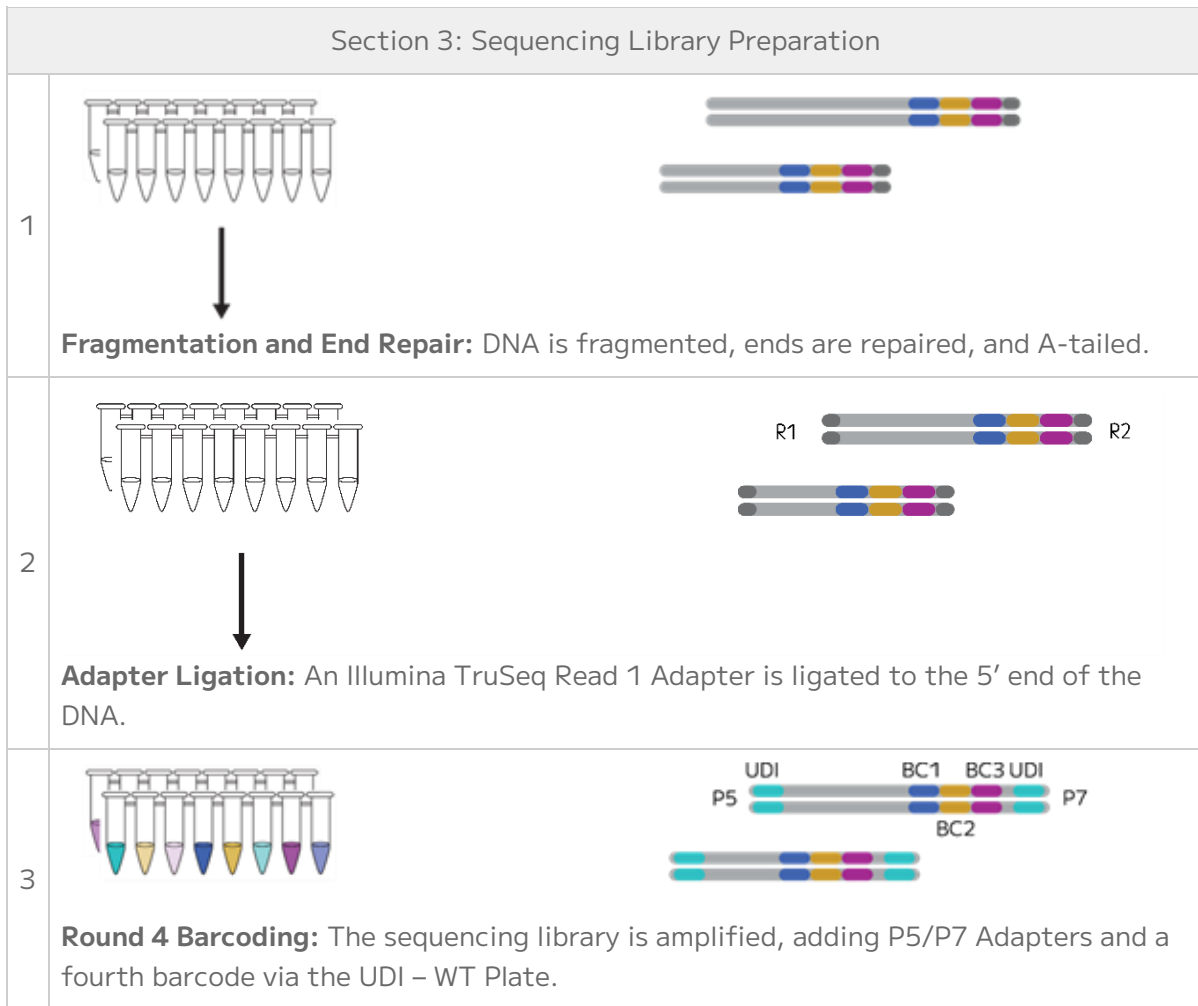 Section 3: Sequencing Library Preparation
1
Fragmentation and End Repair: DNA is fragmented, ends are repaired, and A-tailed.
R1
R2
2
Adapter Ligation: An Illumina TruSeq Read 1 Adapter is ligated to the 5′ end of the
DNA.
UDI BC1 BC3 UDI
P5 P7
BC2
3
Round 4 Barcoding: The sequencing library is amplified, adding P5/P7 Adapters and a
fourth barcode via the UDI – WT Plate.